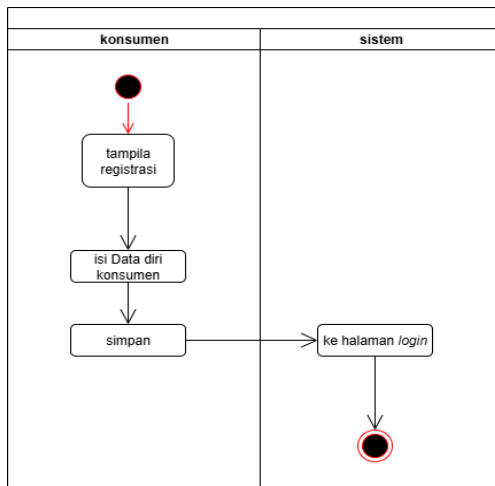 konsumen
sistem
tampila
registrasi
isi Data diri
konsumen
simpan
ke halaman login